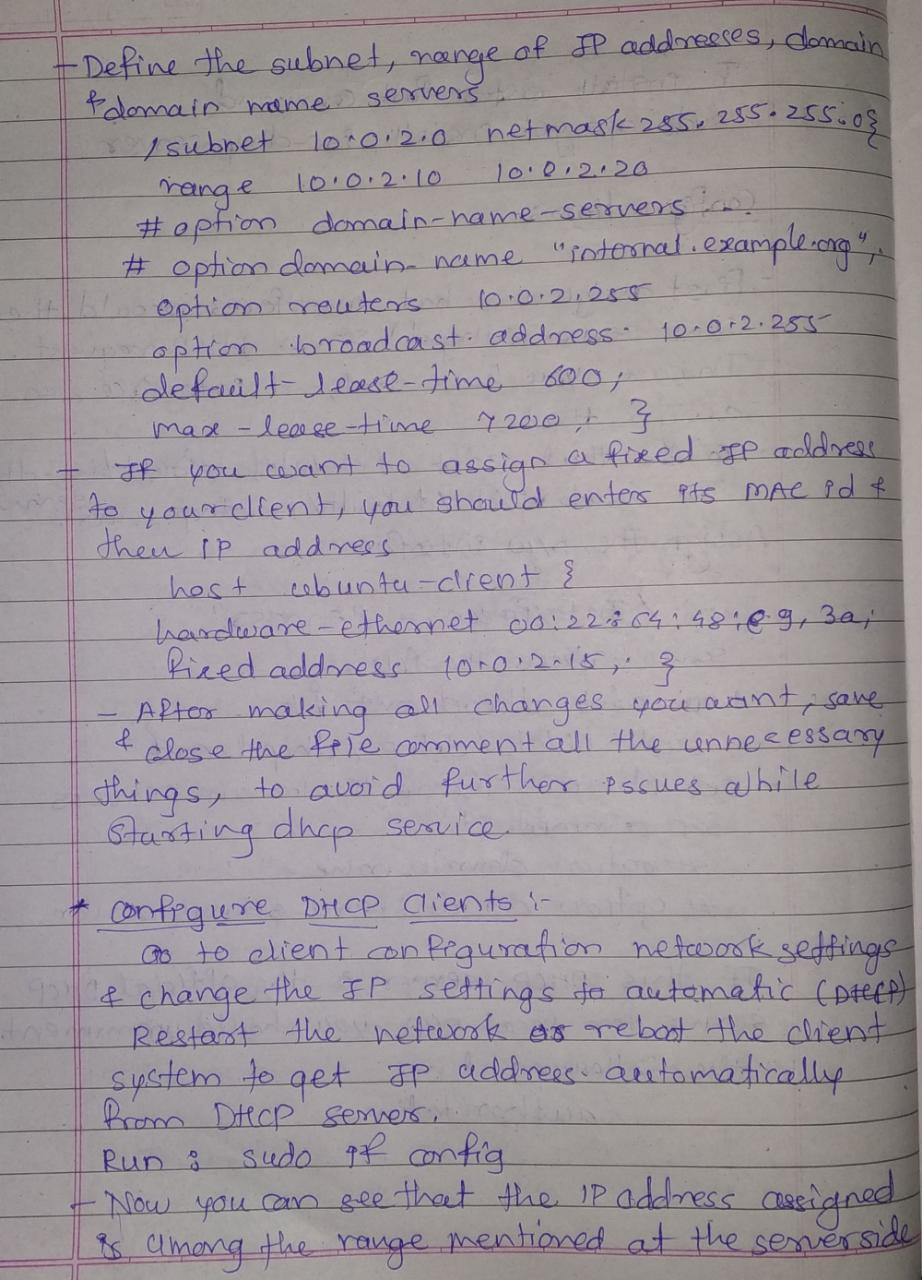 - Define the subnet, range of IP addresses, domain
& domain name servers.
/ subnet 10.0.2.0 netmask 255.255.255.0{
range 10.0.2.10 10.0.2.20
# option domain-name-servers
# option domain-name "internal.example.org",
option routers 10.0.2.255
option broadcast. address. 10.0.2.255
default-lease-time 600;
max-lease-time 7200; }
- If you want to assign a fixed IP address
to your client, you should enter its MAC id &
then IP address
host ubuntu-client {
hardware-ethernet 00:22:64:48:e.g, 3a;
fixed address 10.0.2.15; }
- After making all changes you want, save
& close the file comment all the unnecessary
things, to avoid further issues while
starting dhcp service.
* Configure DHCP Clients :-
Go to client configuration network settings
& change the IP settings to automatic (DHCP)
Restart the network or reboot the client
system to get IP address. automatically
from DHCP server.
Run : sudo if config
- Now you can see that the IP address assigned
is among the range mentioned at the server side